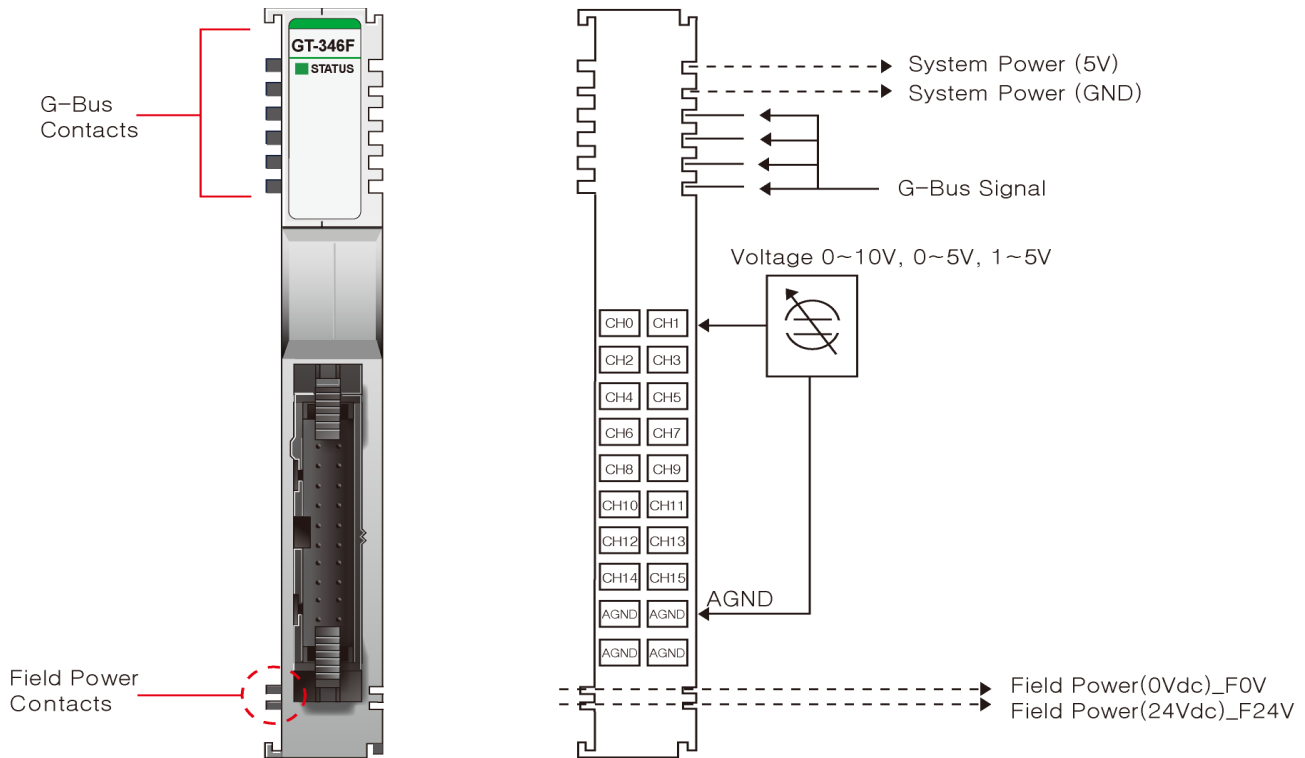 GT-346F
STATUS
G-Bus
Contacts
System Power (5V)
System Power (GND)
G-Bus Signal
Voltage 0~10V, 0~5V, 1~5V
CH0 CH1
CH2 CH3
CH4 CH5
CH6 CH7
CH8 CH9
CH10 CH11
CH12 CH13
CH14 CH15
AGND AGND
AGND
AGND AGND
Field Power
Contacts
Field Power(0Vdc)_F0V
Field Power(24Vdc)_F24V